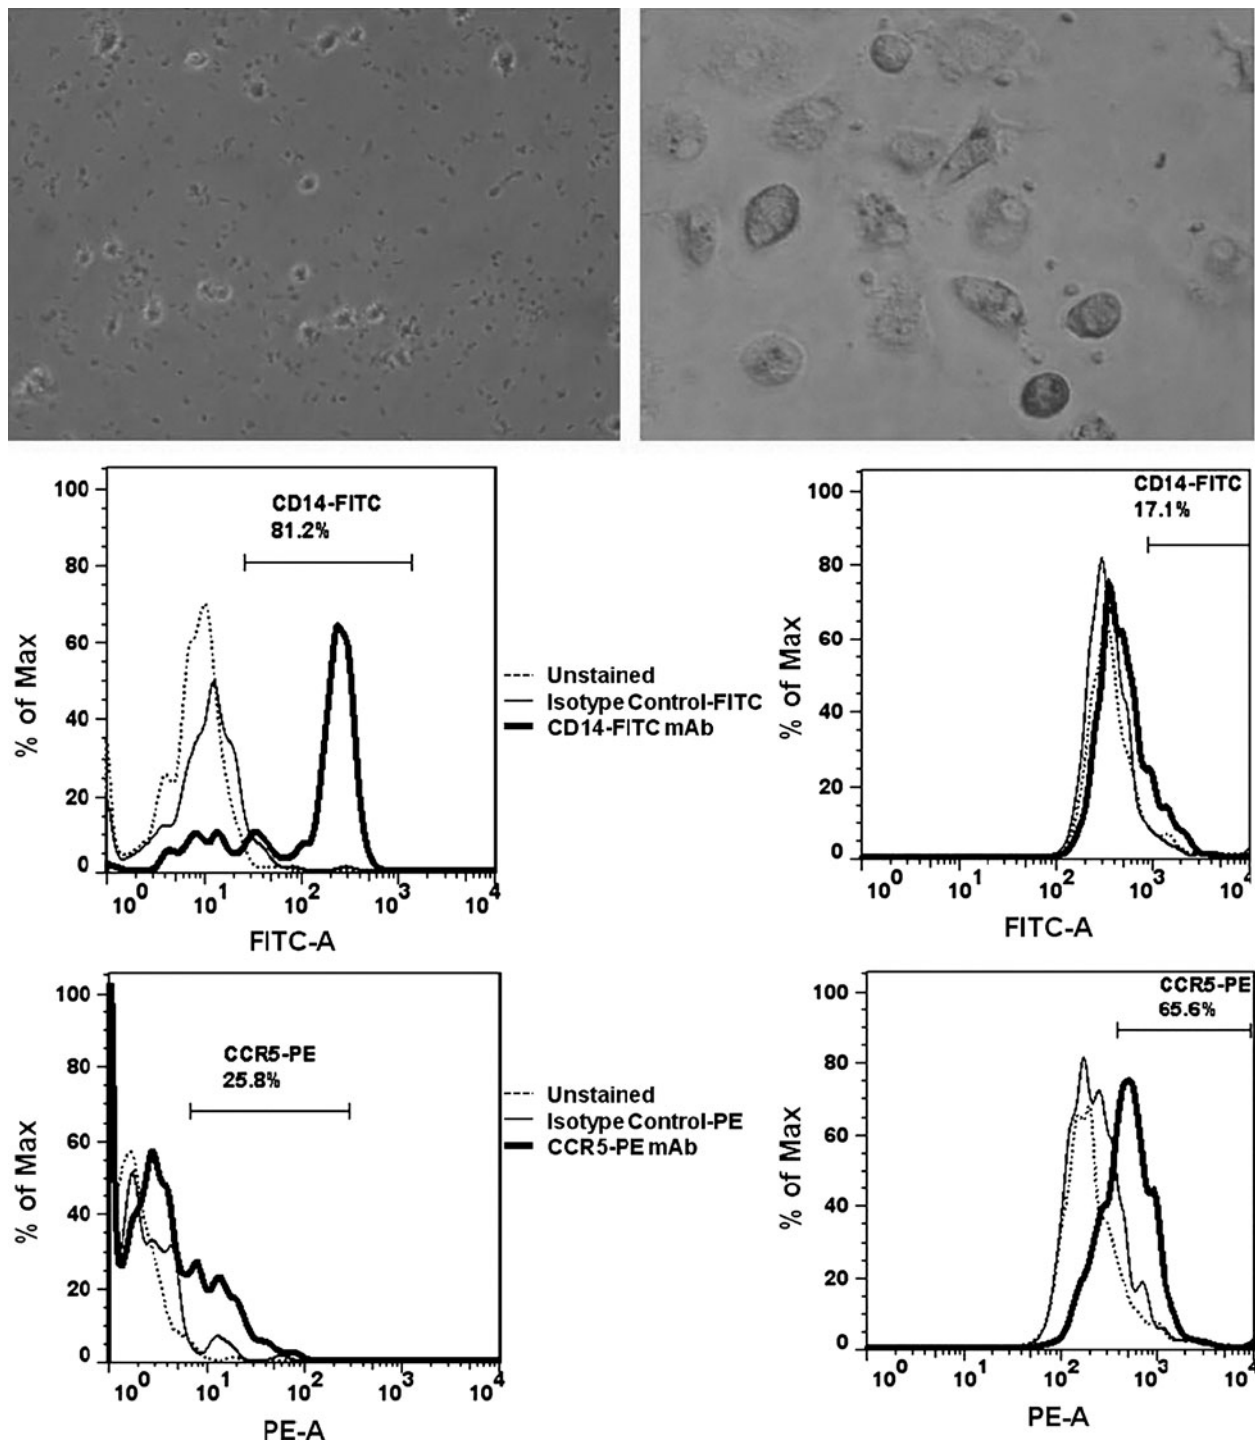 CD14-FITC
81.2%
100
80
60
40
20
0
% of Max
10^0 10^1 10^2 10^3 10^4
FITC-A
Unstained
Isotype Control-FITC
CD14-FITC mAb
CD14-FITC
17.1%
100
80
60
40
20
0
% of Max
10^0 10^1 10^2 10^3 10^4
FITC-A
CCR5-PE
25.8%
100
80
60
40
20
0
% of Max
10^0 10^1 10^2 10^3 10^4
PE-A
Unstained
Isotype Control-PE
CCR5-PE mAb
CCR5-PE
65.6%
100
80
60
40
20
0
% of Max
10^0 10^1 10^2 10^3 10^4
PE-A